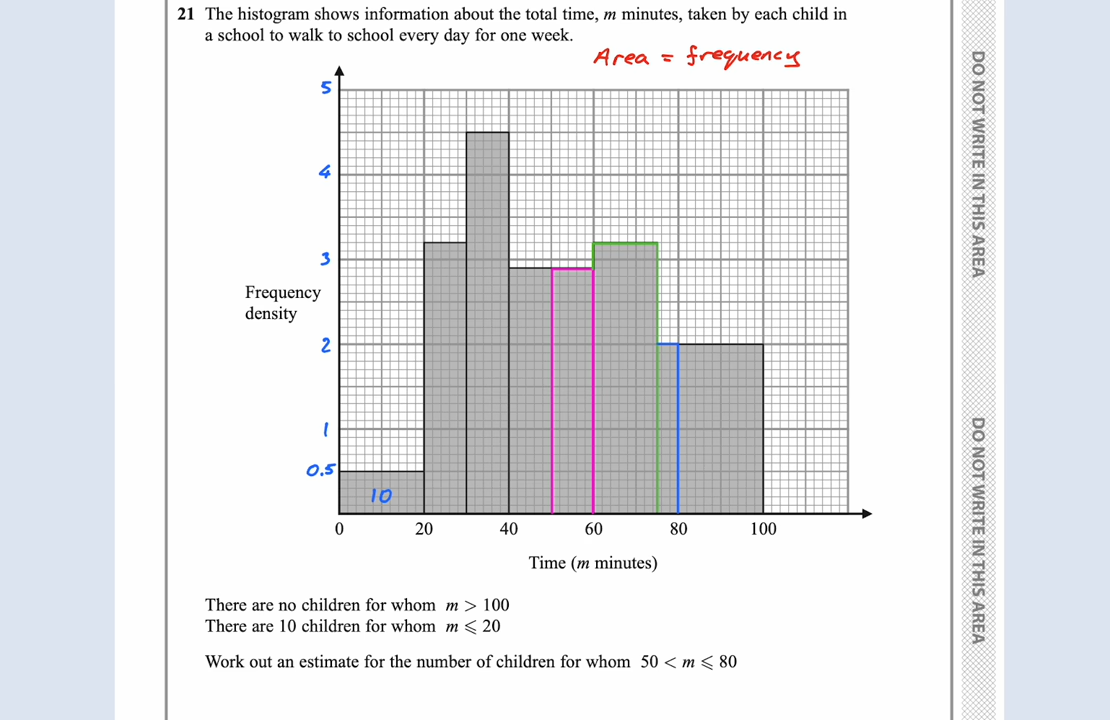 21 The histogram shows information about the total time, m minutes, taken by each child in
a school to walk to school every day for one week.
Area = frequency
5
4
3
Frequency
density
2
1
0.5
10
0 20 40 60 80 100
Time (m minutes)
There are no children for whom m > 100
There are 10 children for whom m ⩽ 20
Work out an estimate for the number of children for whom 50 < m ⩽ 80
DO NOT WRITE IN THIS AREA
DO NOT WRITE IN THIS AREA